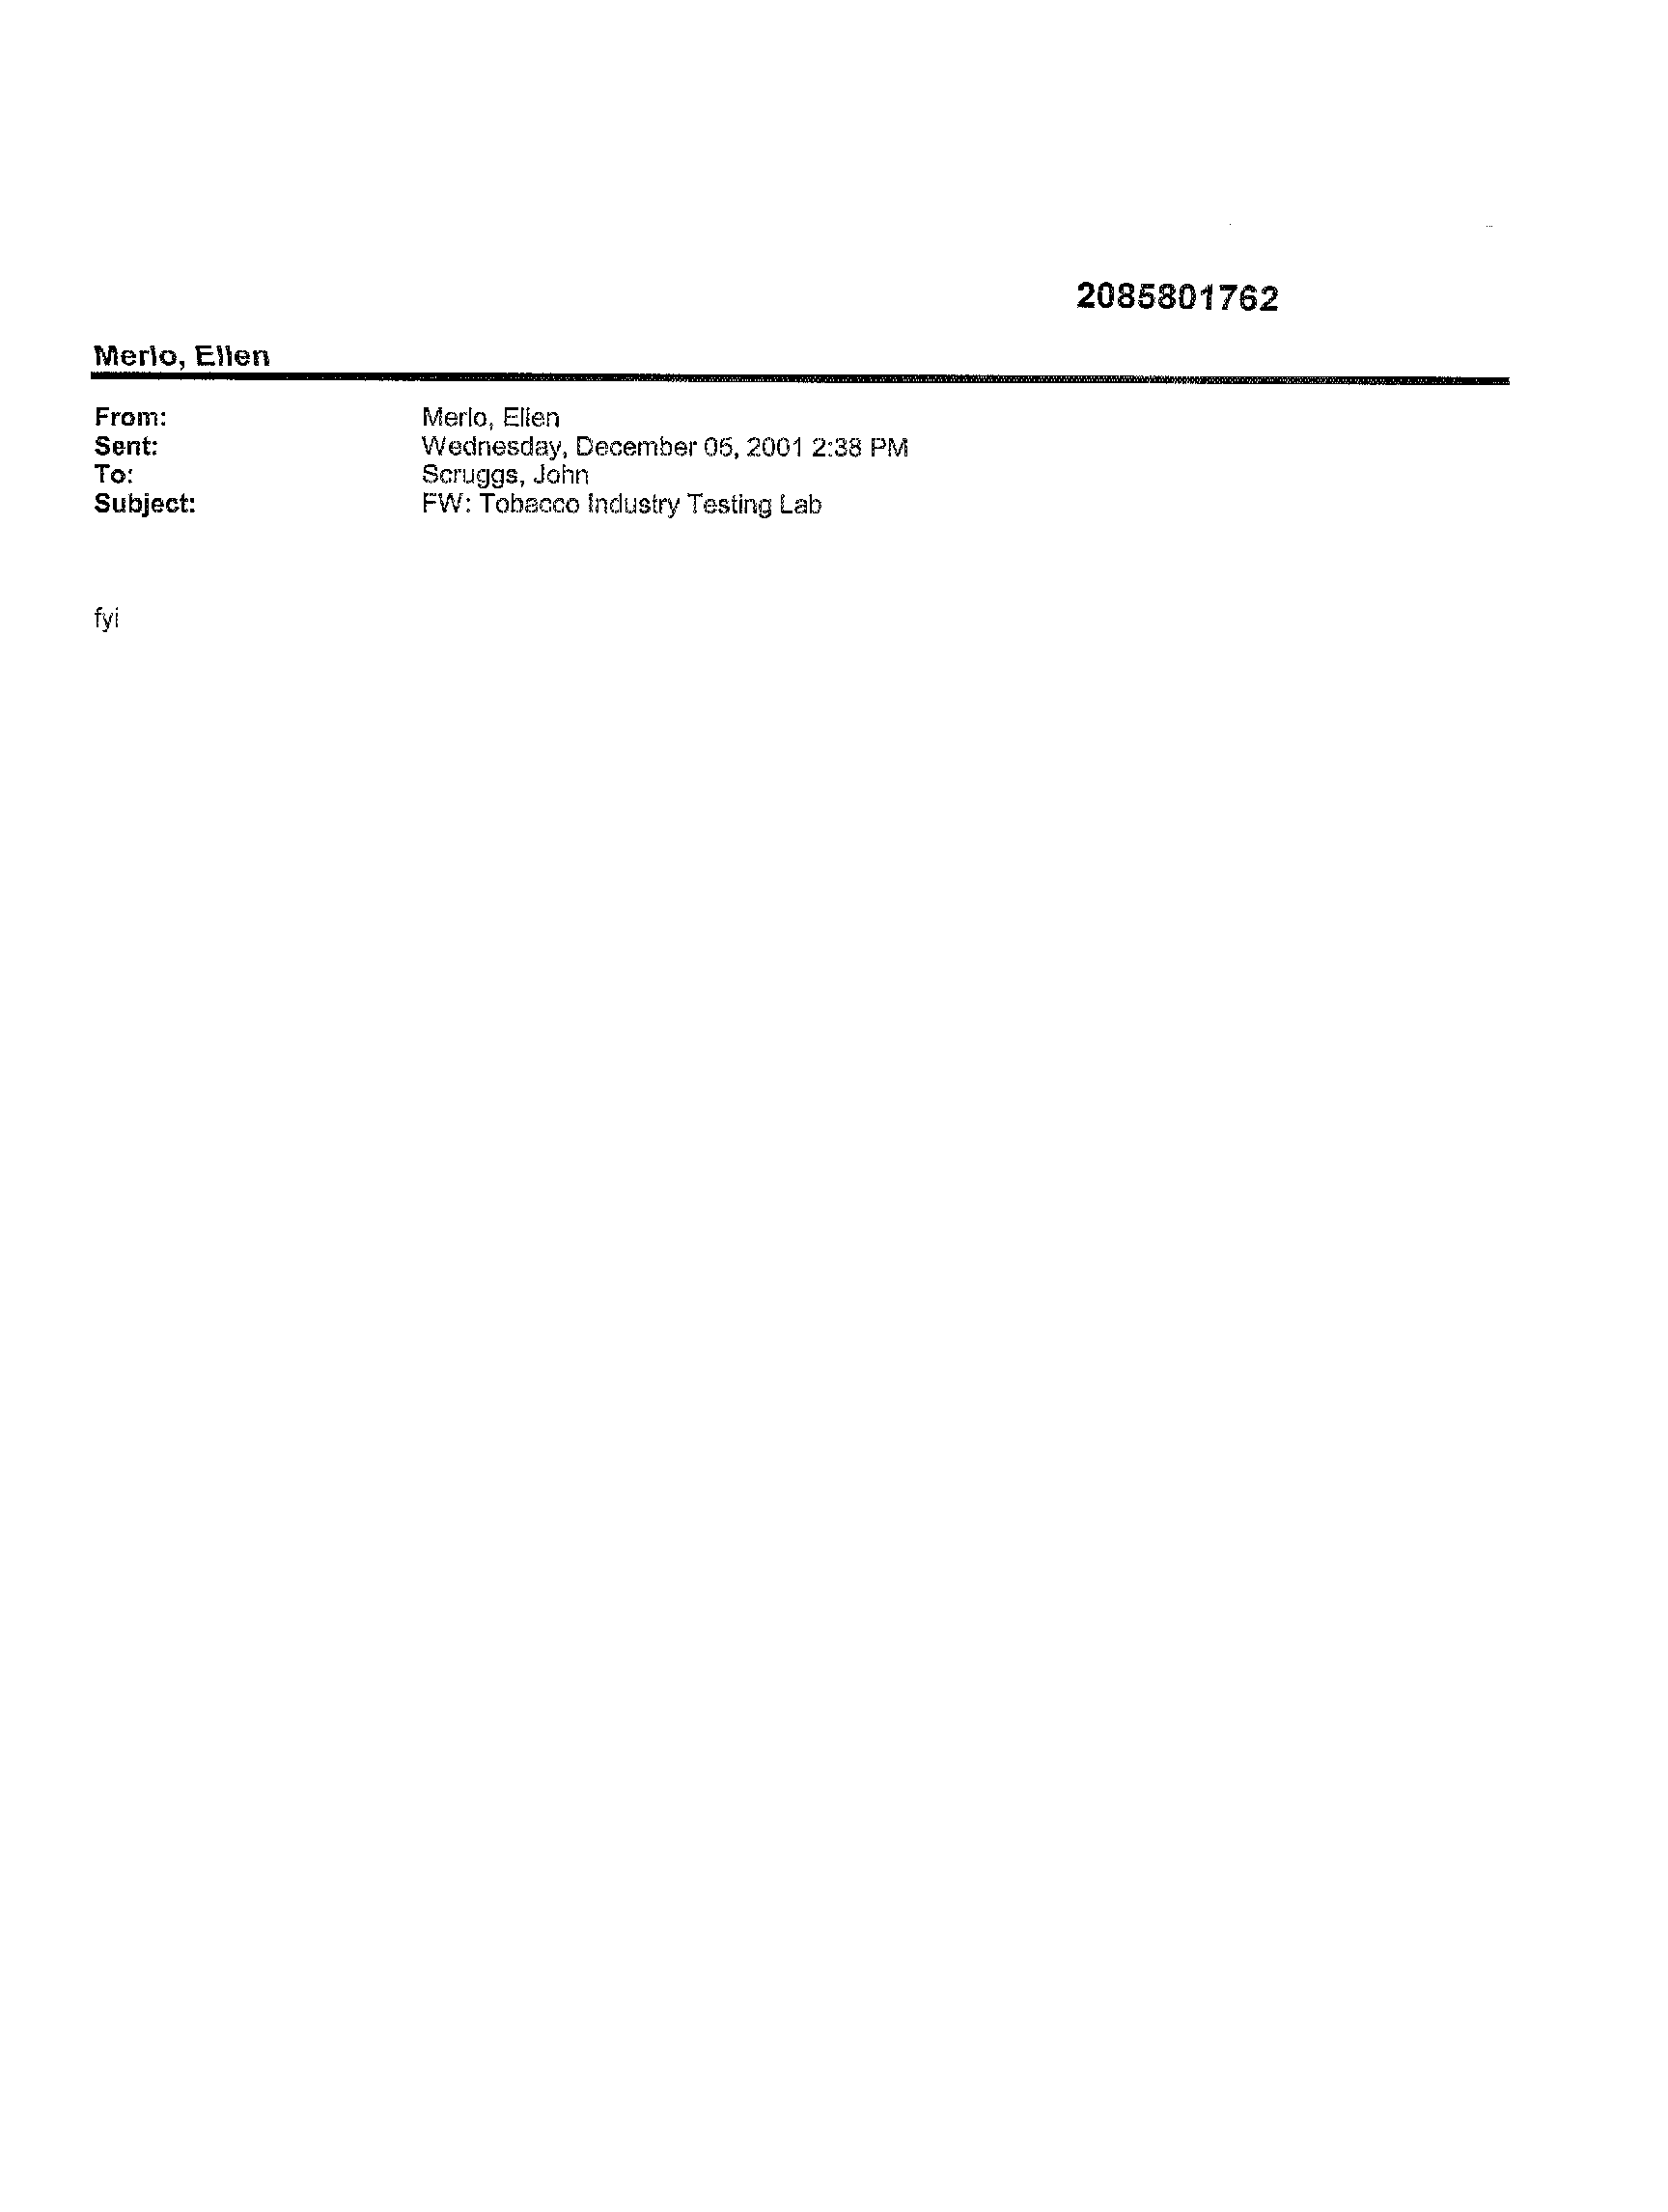 2085801762
Merlo, Ellen
From: Merlo, Ellen
Sent: Wednesday, December 05, 2001 2:38 PM
To: Scruggs, John
Subject: FW: Tobacco Industry Testing Lab
fyi